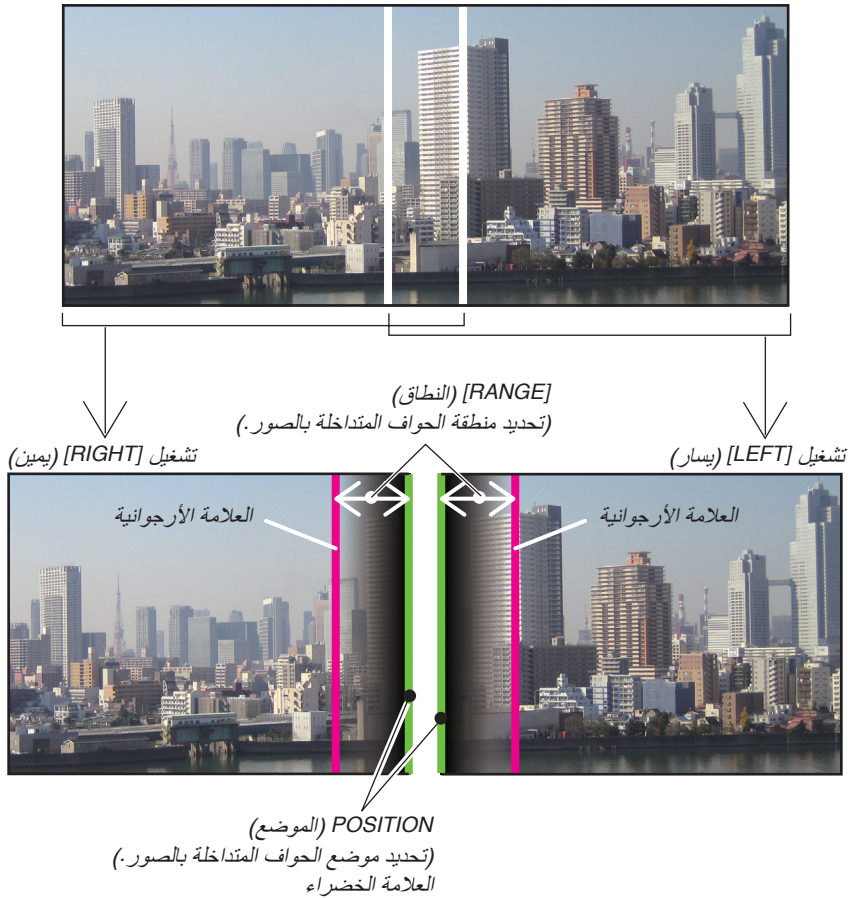 [RANGE] (النطاق)
(تحديد منطقة الحواف المتداخلة بالصور.)
تشغيل [LEFT] (يسار)
تشغيل [RIGHT] (يمين)
العلامة الأرجوانية
العلامة الأرجوانية
POSITION (الموضع)
(تحديد موضع الحواف المتداخلة بالصور.)
العلامة الخضراء